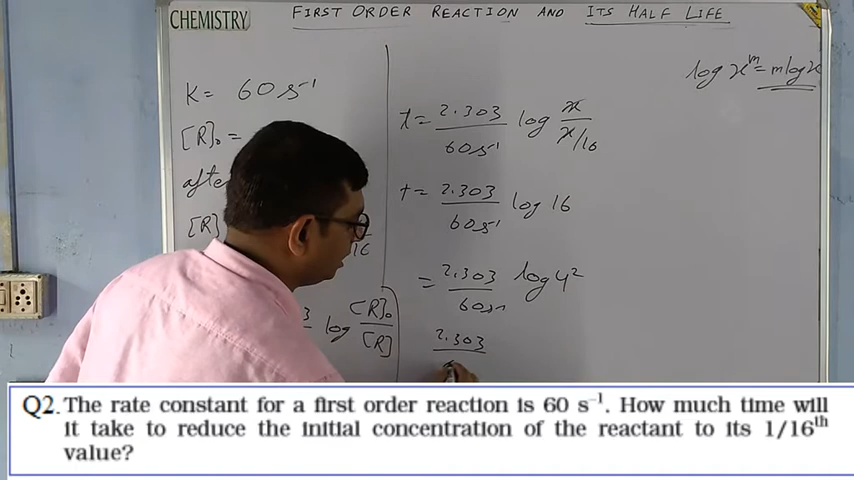 CHEMISTRY
FIRST ORDER REACTION AND ITS HALF LIFE
log x^m = m log x
K = 60 s^-1
[R]₀ =
after
[R]
16
log [R]₀/[R]
t = 2.303/60 s^-1 log x/x/16
t = 2.303/60 s^-1 log 16
= 2.303/60 s^-1 log 4²
2.303
Q2. The rate constant for a first order reaction is 60 s⁻¹. How much time will
it take to reduce the initial concentration of the reactant to its 1/16ᵗʰ
value?